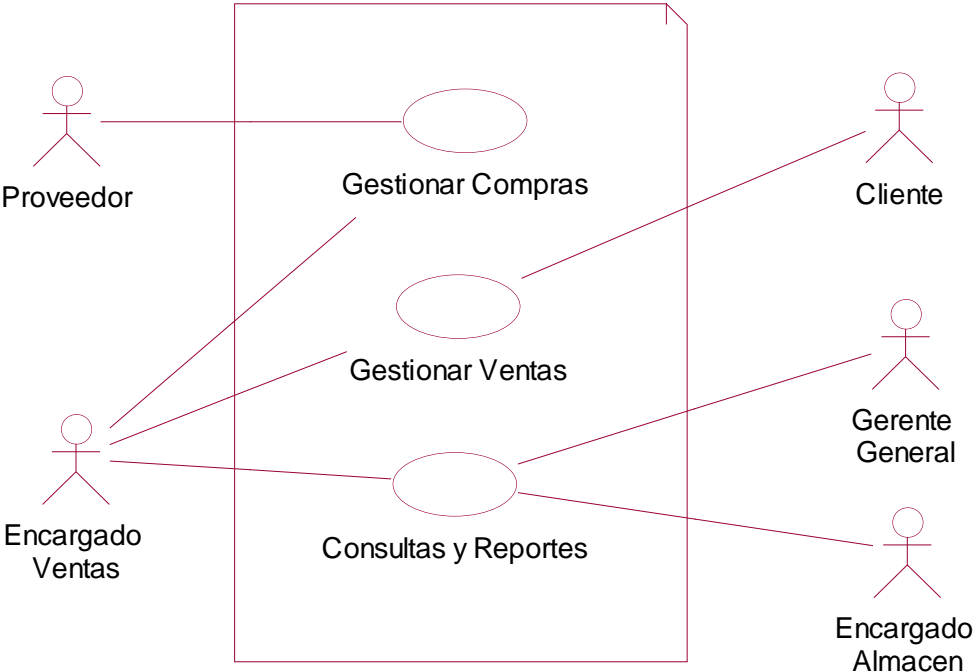 Proveedor
Gestionar Compras
Cliente
Gestionar Ventas
Gerente
General
Encargado
Ventas
Consultas y Reportes
Encargado
Almacen